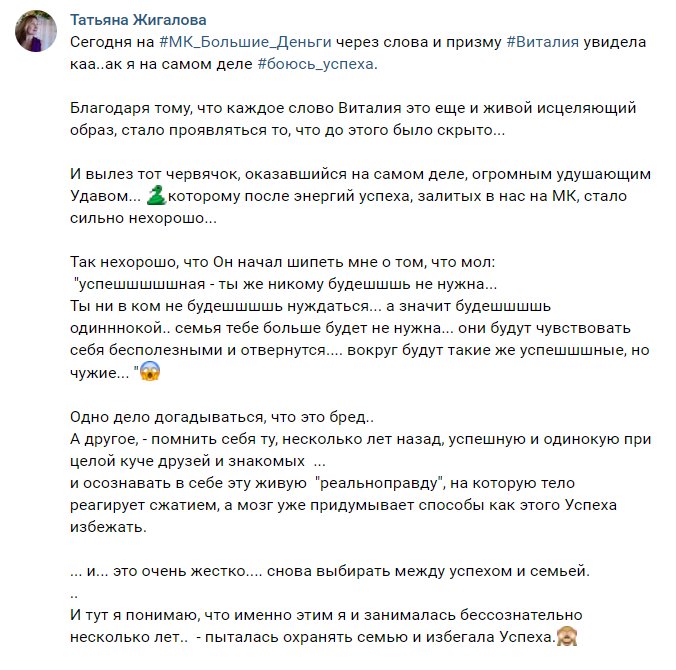 Татьяна Жигалова
Сегодня на #МК_Большие_Деньги через слова и призму #Виталия увидела
каа..ак я на самом деле #боюсь_успеха.
Благодаря тому, что каждое слово Виталия это еще и живой исцеляющий
образ, стало проявляться то, что до этого было скрыто...
И вылез тот червячок, оказавшийся на самом деле, огромным удушающим
Удавом... 🐍которому после энергий успеха, залитых в нас на МК, стало
сильно нехорошо...
Так нехорошо, что Он начал шипеть мне о том, что мол:
"успешшшшшная - ты же никому будешшшь не нужна...
Ты ни в ком не будешшшшь нуждаться... а значит будешшшшь
одинннокой.. семья тебе больше будет не нужна... они будут чувствовать
себя бесполезными и отвернутся.... вокруг будут такие же успешшшные, но
чужие... "😱
Одно дело догадываться, что это бред..
А другое, - помнить себя ту, несколько лет назад, успешную и одинокую при
целой куче друзей и знакомых ...
и осознавать в себе эту живую "реальноправду", на которую тело
реагирует сжатием, а мозг уже придумывает способы как этого Успеха
избежать.
... и... это очень жестко.... снова выбирать между успехом и семьей.
..
И тут я понимаю, что именно этим я и занималась бессознательно
несколько лет.. - пыталась охранять семью и избегала Успеха.🙈